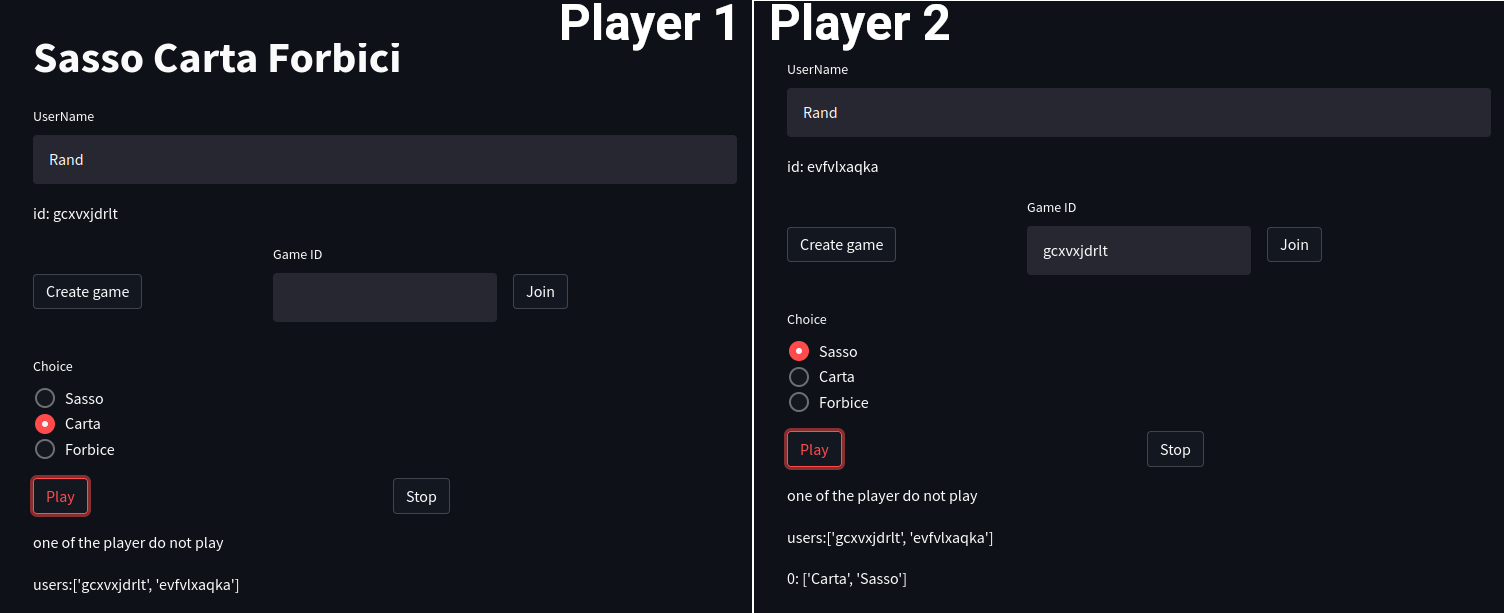 Player 1
Sasso Carta Forbici
UserName
Rand
id: gcxvxjdrlt
Game ID
Create game
Join
Choice
Sasso
Carta
Forbice
Play
Stop
one of the player do not play
users:['gcxvxjdrlt', 'evfvlxaqka']
Player 2
UserName
Rand
id: evfvlxaqka
Game ID
Create game
gcxvxjdrlt
Join
Choice
Sasso
Carta
Forbice
Play
Stop
one of the player do not play
users:['gcxvxjdrlt', 'evfvlxaqka']
0: ['Carta', 'Sasso']